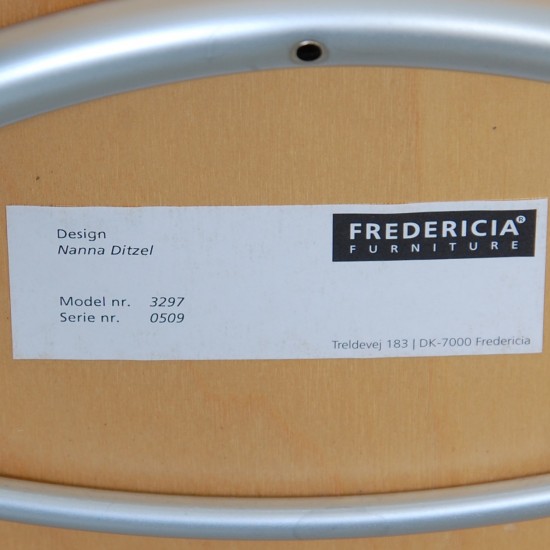 Design
Nanna Ditzel
FREDERICIA®
FURNITURE
Model nr. 3297
Serie nr. 0509
Treldevej 183 | DK-7000 Fredericia